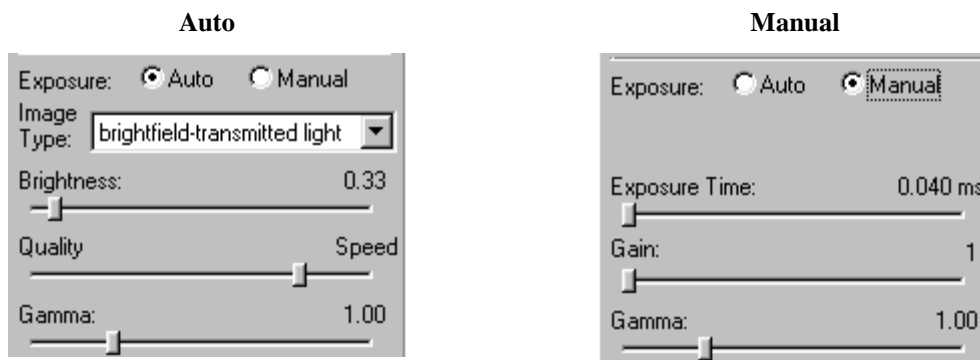 Auto
Exposure: Auto Manual
Image
Type: brightfield-transmitted light
Brightness: 0.33
Quality Speed
Gamma: 1.00
Manual
Exposure: Auto Manual
Exposure Time: 0.040 ms
Gain: 1
Gamma: 1.00